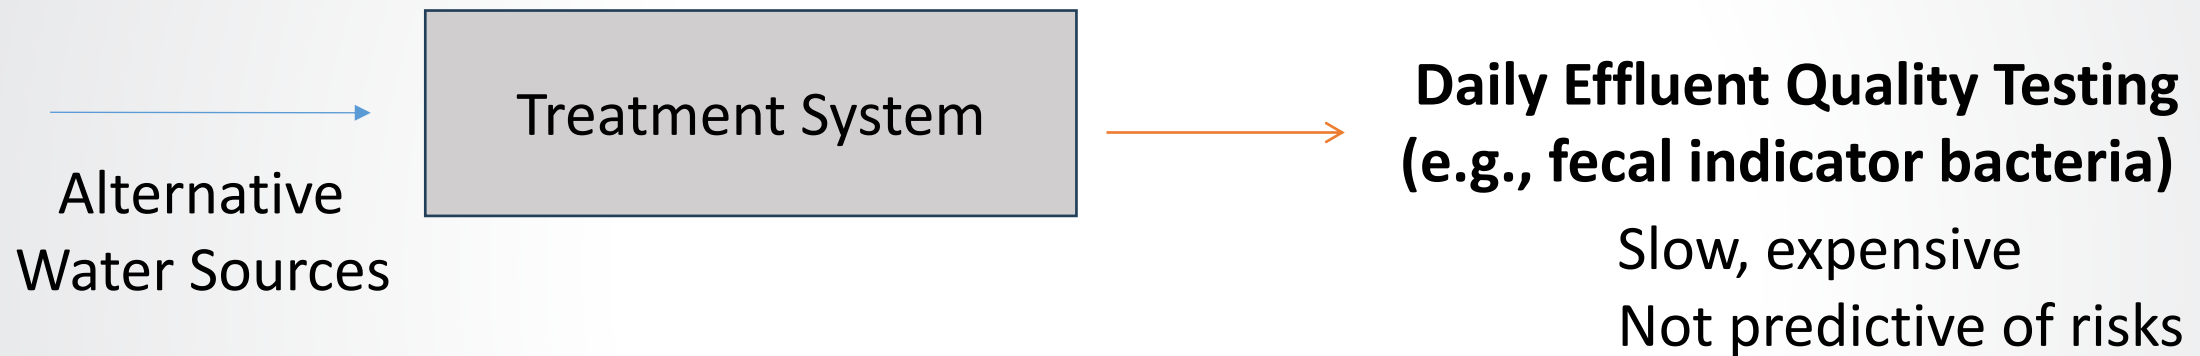 Alternative
Water Sources
Treatment System
Daily Effluent Quality Testing
(e.g., fecal indicator bacteria)
Slow, expensive
Not predictive of risks